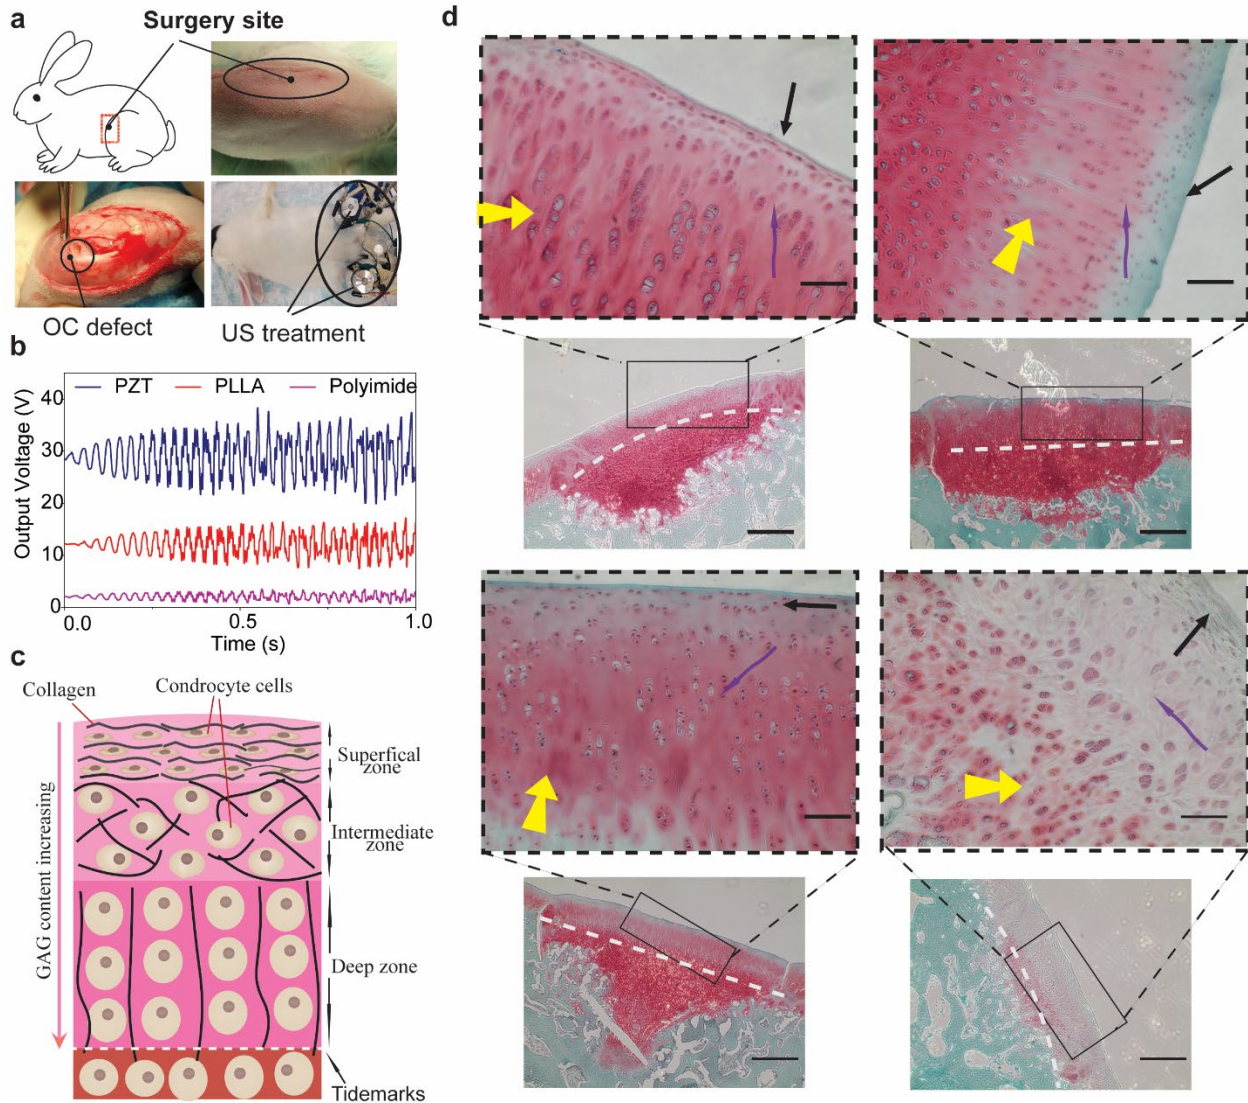 a
Surgery site
OC defect
US treatment
b
PZT
PLLA
Polyimide
40
30
20
10
0
Output Voltage (V)
0.0
0.5
1.0
Time (s)
c
Collagen
Condrocyte cells
GAG content increasing
Superfical
zone
Intermediate
zone
Deep zone
Tidemarks
d